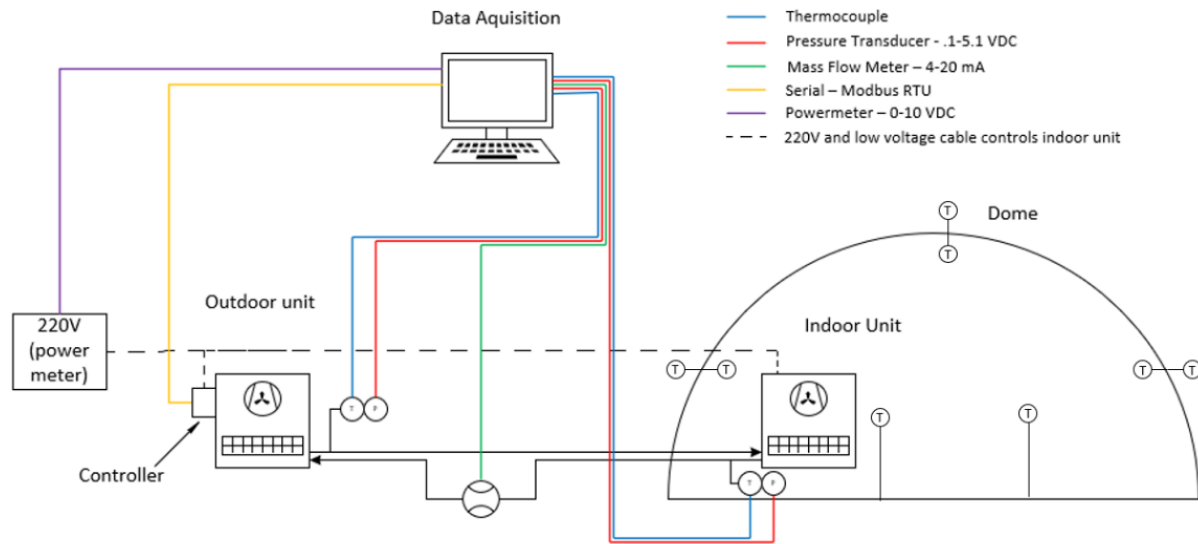 Data Aquisition
Thermocouple
Pressure Transducer - .1-5.1 VDC
Mass Flow Meter – 4-20 mA
Serial – Modbus RTU
Powermeter – 0-10 VDC
220V and low voltage cable controls indoor unit
T
Dome
T
Outdoor unit
Indoor Unit
220V
(power
meter)
T
T
T
T
T
P
T
T
Controller
T
P